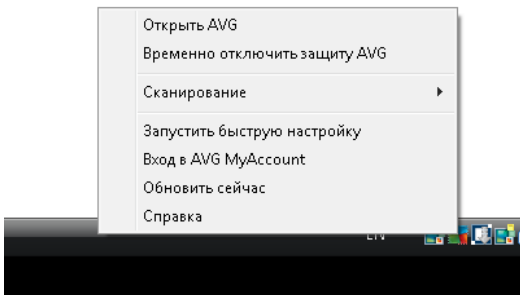 Открыть AVG
Временно отключить защиту AVG
Сканирование
Запустить быструю настройку
Вход в AVG MyAccount
Обновить сейчас
Справка